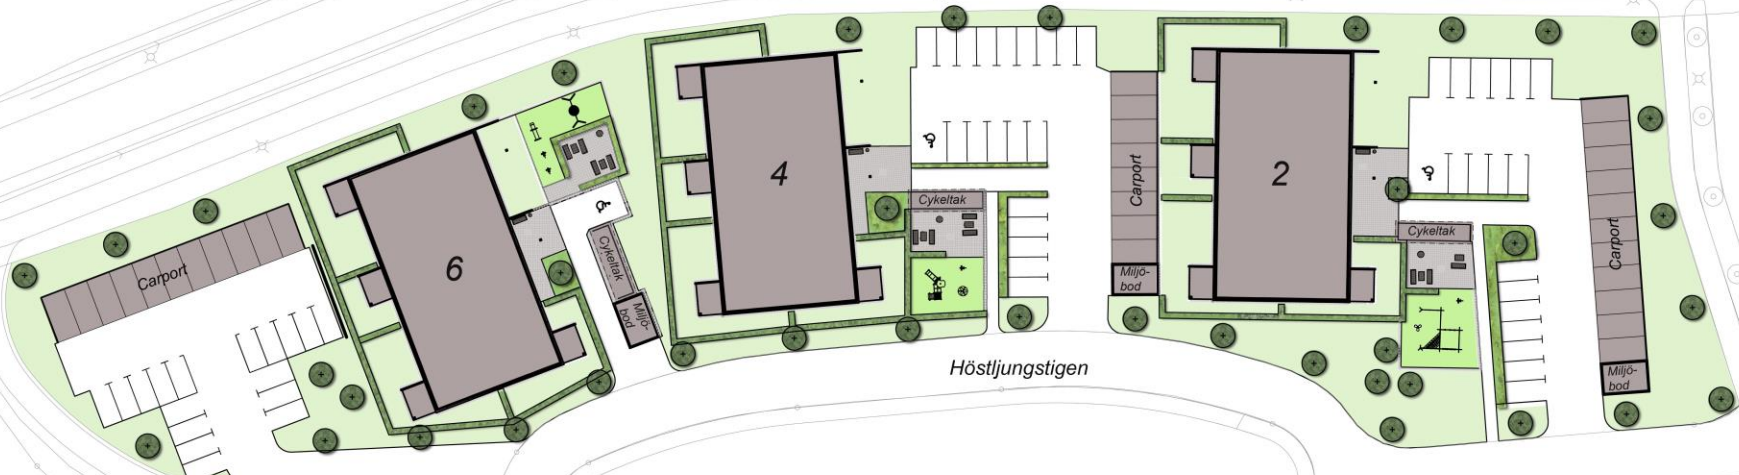 Carport
6
Cykeltak
Miljö-
bod
4
Cykeltak
Carport
Miljö-
bod
2
Cykeltak
Carport
Miljö-
bod
Höstljungstigen